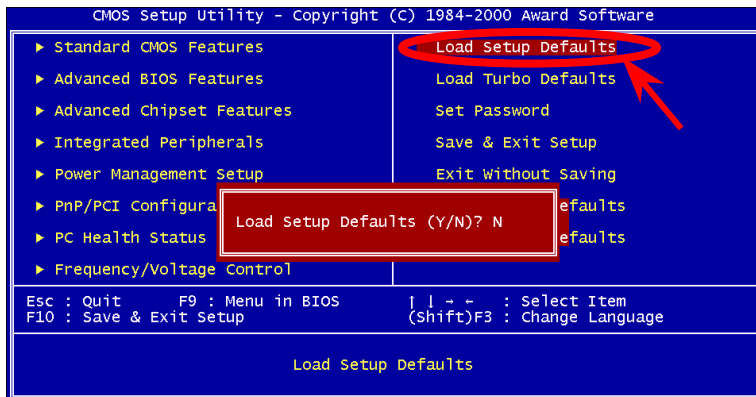 CMOS Setup Utility - Copyright (C) 1984-2000 Award Software
▶ Standard CMOS Features
▶ Advanced BIOS Features
▶ Advanced Chipset Features
▶ Integrated Peripherals
▶ Power Management Setup
▶ PnP/PCI Configura
▶ PC Health Status
▶ Frequency/Voltage Control
Load Setup Defaults
Load Turbo Defaults
Set Password
Save & Exit Setup
Exit Without Saving
efaults
efaults
Load Setup Defaults (Y/N)? N
Esc : Quit F9 : Menu in BIOS ↑ ↓ → ← : Select Item
F10 : Save & Exit Setup (Shift)F3 : Change Language
Load Setup Defaults